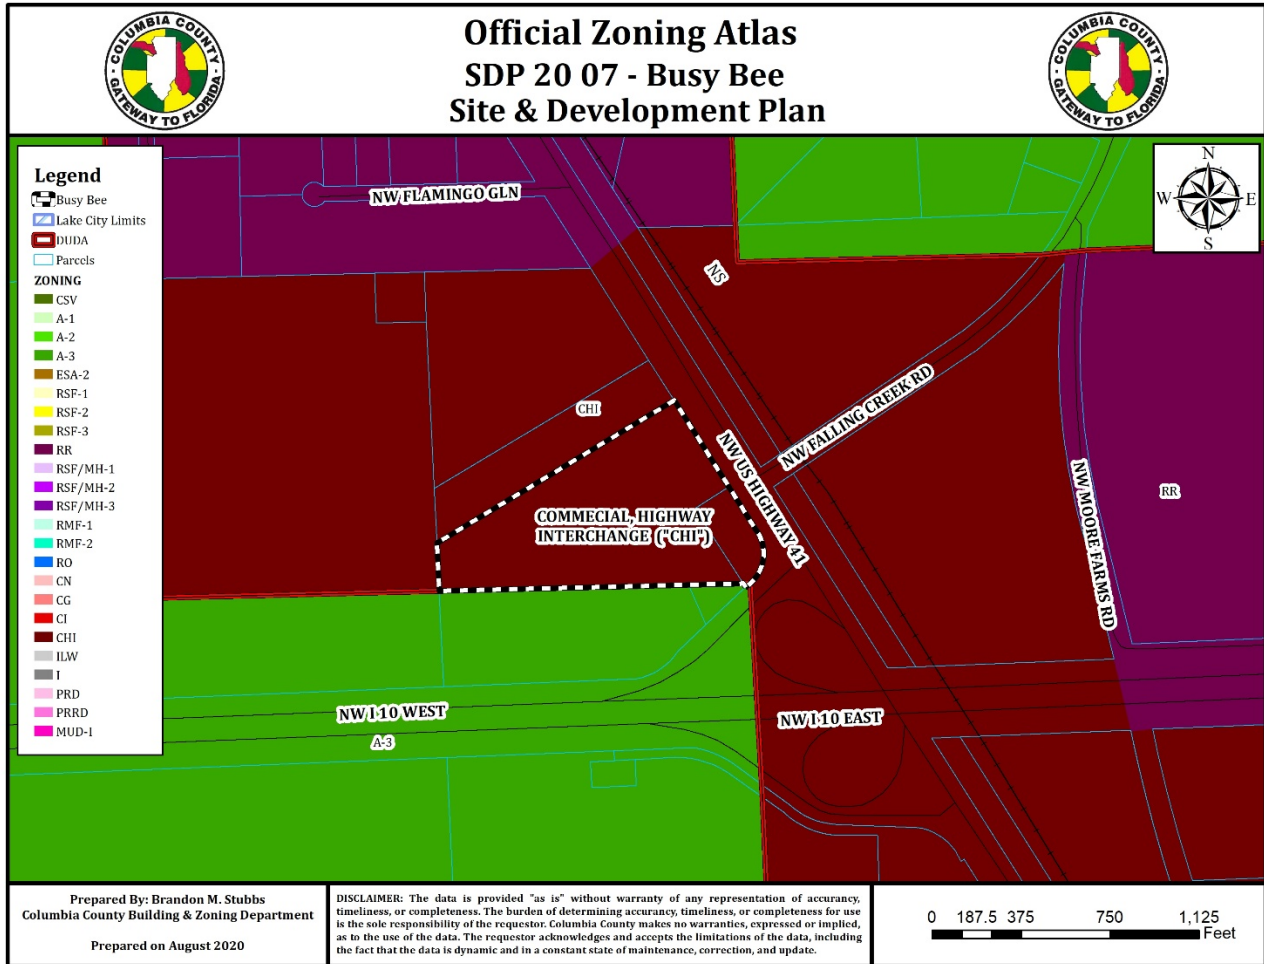 Official Zoning Atlas
SDP 20 07 - Busy Bee
Site & Development Plan
COLUMBIA COUNTY
GATEWAY TO FLORIDA
COLUMBIA COUNTY
GATEWAY TO FLORIDA
Legend
Busy Bee
Lake City Limits
DUDA
Parcels
ZONING
CSV
A-1
A-2
A-3
ESA-2
RSF-1
RSF-2
RSF-3
RR
RSF/MH-1
RSF/MH-2
RSF/MH-3
RMF-1
RMF-2
RO
CN
CG
CI
CHI
ILW
I
PRD
PRRD
MUD-I
N
W
E
S
NW FLAMINGO GLN
NS
CHI
NW FALLING CREEK RD
NW US HIGHWAY 41
COMMECIAL, HIGHWAY
INTERCHANGE ("CHI")
NW MOORE FARMS RD
RR
NW I 10 WEST
NW I 10 EAST
A-3
Prepared By: Brandon M. Stubbs
Columbia County Building & Zoning Department
Prepared on August 2020
DISCLAIMER: The data is provided "as is" without warranty of any representation of accuracy,
timeliness, or completeness. The burden of determining accuracy, timeliness, or completeness for use
is the sole responsibility of the requestor. Columbia County makes no warranties, expressed or implied,
as to the use of the data. The requestor acknowledges and accepts the limitations of the data, including
the fact that the data is dynamic and in a constant state of maintenance, correction, and update.
0 187.5 375 750 1,125
Feet